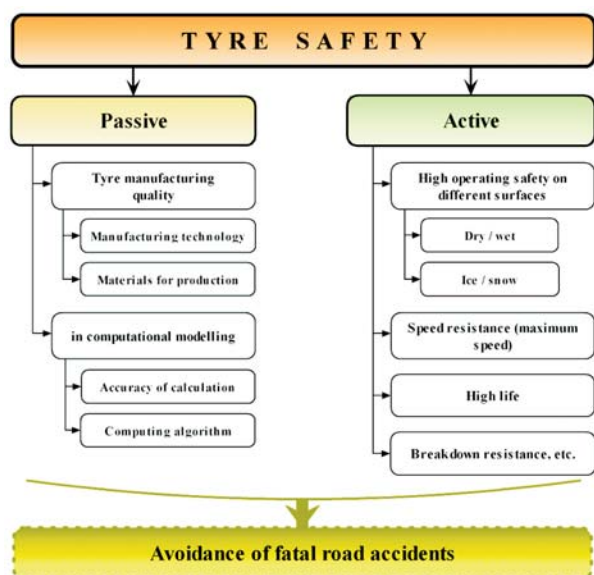 TYRE SAFETY
Passive
Tyre manufacturing
quality
Manufacturing technology
Materials for production
in computational modelling
Accuracy of calculation
Computing algorithm
Active
High operating safety on
different surfaces
Dry / wet
Ice / snow
Speed resistance (maximum
speed)
High life
Breakdown resistance, etc.
Avoidance of fatal road accidents